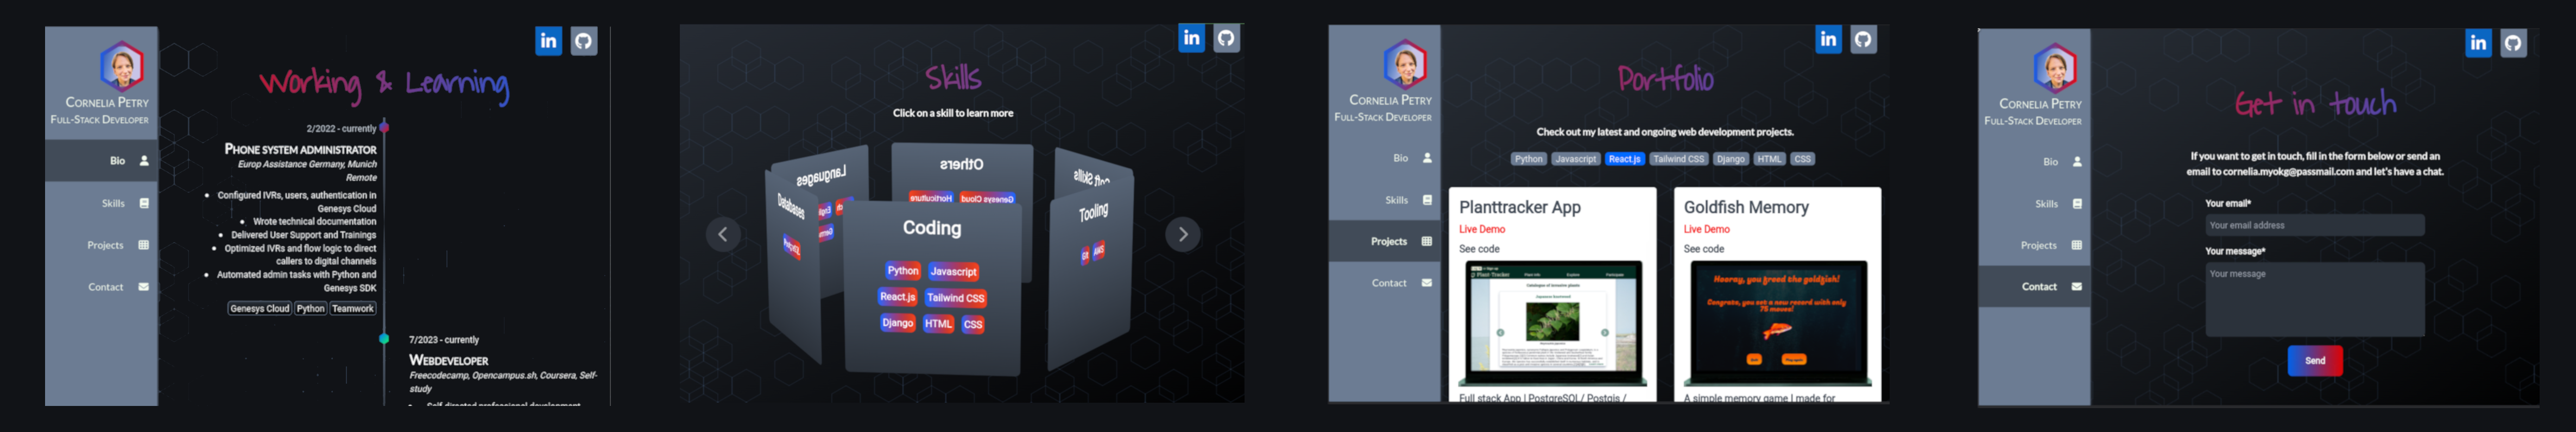 in
Working & Learning
CORNELIA PETRY
FULL-STACK DEVELOPER
Bio
Skills
Projects
Contact
2/2022 - currently
PHONE SYSTEM ADMINISTRATOR
Europ Assistance Germany, Munich
Remote
Configured IVRs, users, authentication in
Genesys Cloud
Wrote technical documentation
Delivered User Support and Trainings
Optimized IVRs and flow logic to direct
callers to digital channels
Automated admin tasks with Python and
Genesys SDK
Genesys Cloud Python Teamwork
7/2023 - currently
WEBDEVELOPER
Freecodecamp, Opencampus.sh, Coursera, Self-
study
Self-directed professional development
in
Skills
Click on a skill to learn more
Languages
Databases
Others
Horticulture Genesys Cloud
Soft Skills
Tooling
Git AWS
Coding
Python Javascript
React.js Tailwind CSS
Django HTML CSS
in
CORNELIA PETRY
FULL-STACK DEVELOPER
Bio
Skills
Projects
Contact
Portfolio
Check out my latest and ongoing web development projects.
Python Javascript React.js Tailwind CSS Django HTML CSS
Planttracker App
Live Demo
See code
Plant Tracker
Catalogue of invasive plants
Japanese Knotweed
Full stack App | PostgreSQL/ Postgis /
Goldfish Memory
Live Demo
See code
Hooray, you freed the goldfish!
Congrats, you set a new record with only
75 moves!
A simple memory game I made for
in
CORNELIA PETRY
FULL-STACK DEVELOPER
Bio
Skills
Projects
Contact
Get in touch
If you want to get in touch, fill in the form below or send an
email to cornelia.myokg@passmail.com and let's have a chat.
Your email*
Your email address
Your message*
Your message
Send